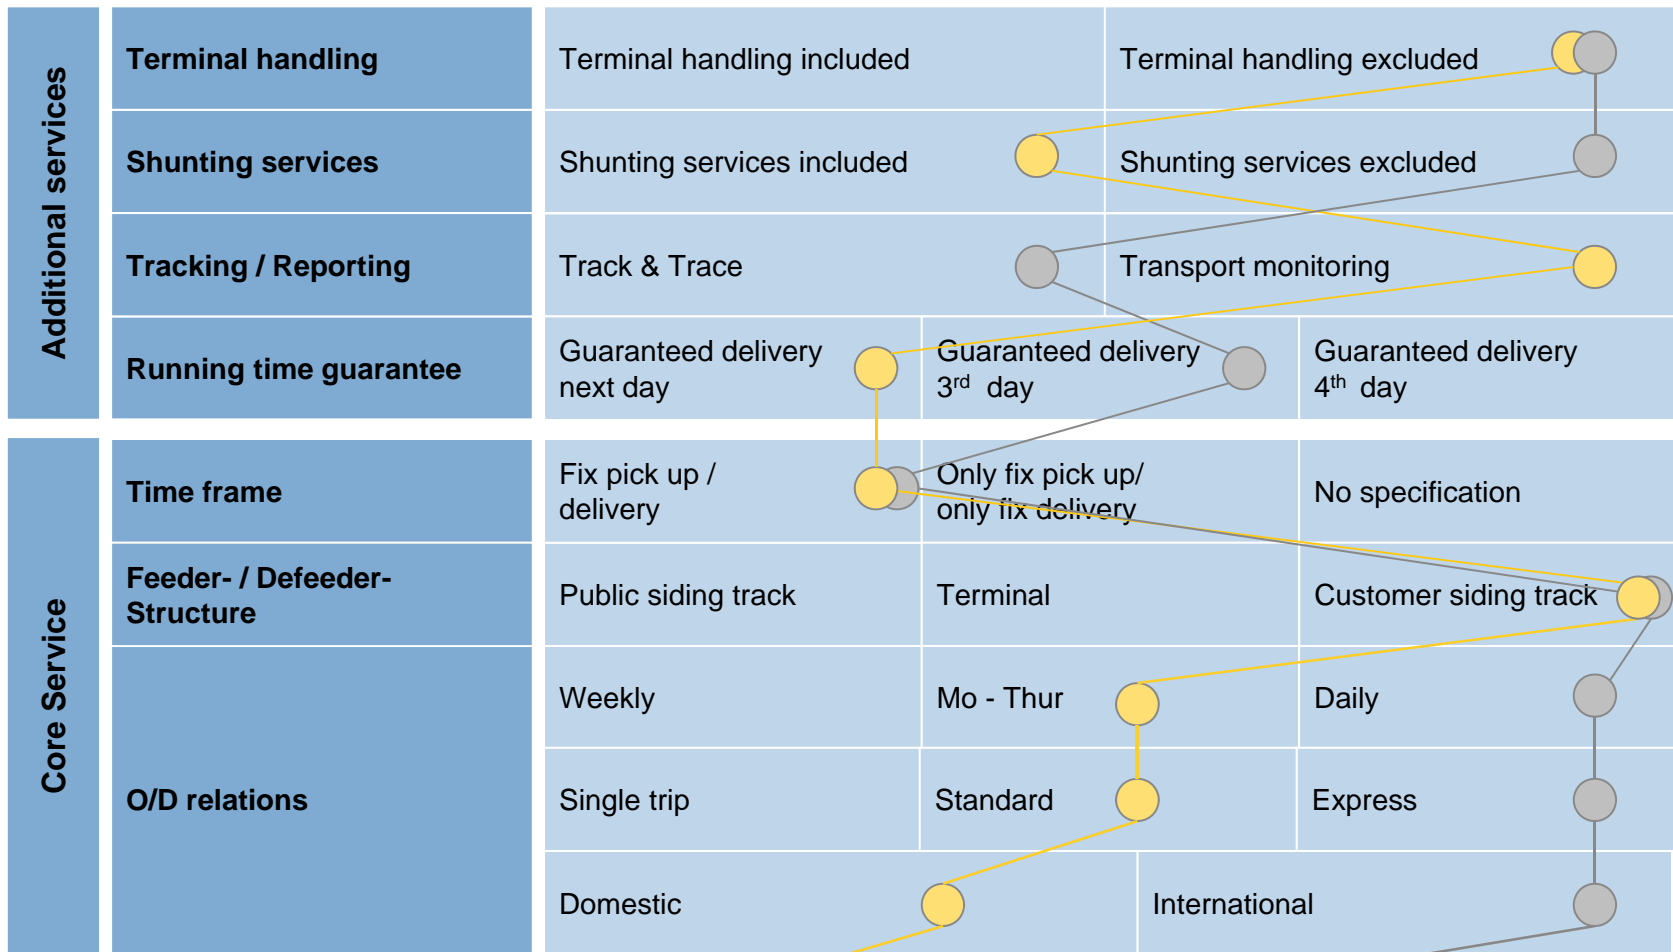 Additional services
Terminal handling
Terminal handling included
Terminal handling excluded
Shunting services
Shunting services included
Shunting services excluded
Tracking / Reporting
Track & Trace
Transport monitoring
Running time guarantee
Guaranteed delivery
next day
Guaranteed delivery
3rd day
Guaranteed delivery
4th day
Core Service
Time frame
Fix pick up /
delivery
Only fix pick up/
only fix delivery
No specification
Feeder- / Defeeder-
Structure
Public siding track
Terminal
Customer siding track
O/D relations
Weekly
Mo - Thur
Daily
Single trip
Standard
Express
Domestic
International